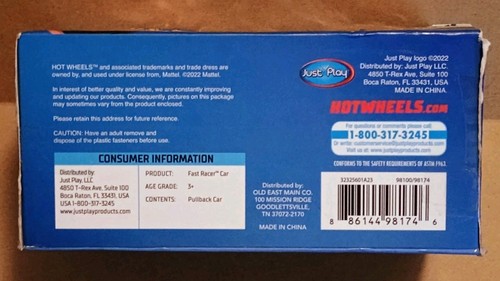 HOT WHEELS™ and associated trademarks and trade dress are
owned by, and used under license from, Mattel. ©2022 Mattel.
In interest of better quality and value, we are constantly improving
and updating our products. Consequently, pictures on this package
may sometimes vary from the product enclosed.
Please retain this address for future reference.
CAUTION: Have an adult remove and
dispose of the plastic fasteners before use.
CONSUMER INFORMATION
Distributed by
Just Play, LLC
4850 T-Rex Ave, Suite 100
Boca Raton, FL 33431, USA
USA 1-800-317-3245
www.justplayproducts.com
PRODUCT: Fast Racer™ Car
AGE GRADE: 3+
CONTENTS: Pullback Car
Distributed by:
OLD EAST MAIN CO.
100 MISSION RIDGE
GOODLETTSVILLE,
TN 37072-2170
MADE IN CHINA
Just Play
Just Play logo ©2022
Distributed by: Just Play LLC.
4850 T-Rex Ave, Suite 100
Boca Raton, FL 33431, USA
MADE IN CHINA.
HOTWHEELS.com
For questions or comments please call:
1-800-317-3245
Or write: customerservice@justplayproducts.com
Visit us at: www.justplayproducts.com
CONFORMS TO THE SAFETY REQUIREMENTS OF ASTM F963.
32325601A23 98100/98174
8 86144 98174 6